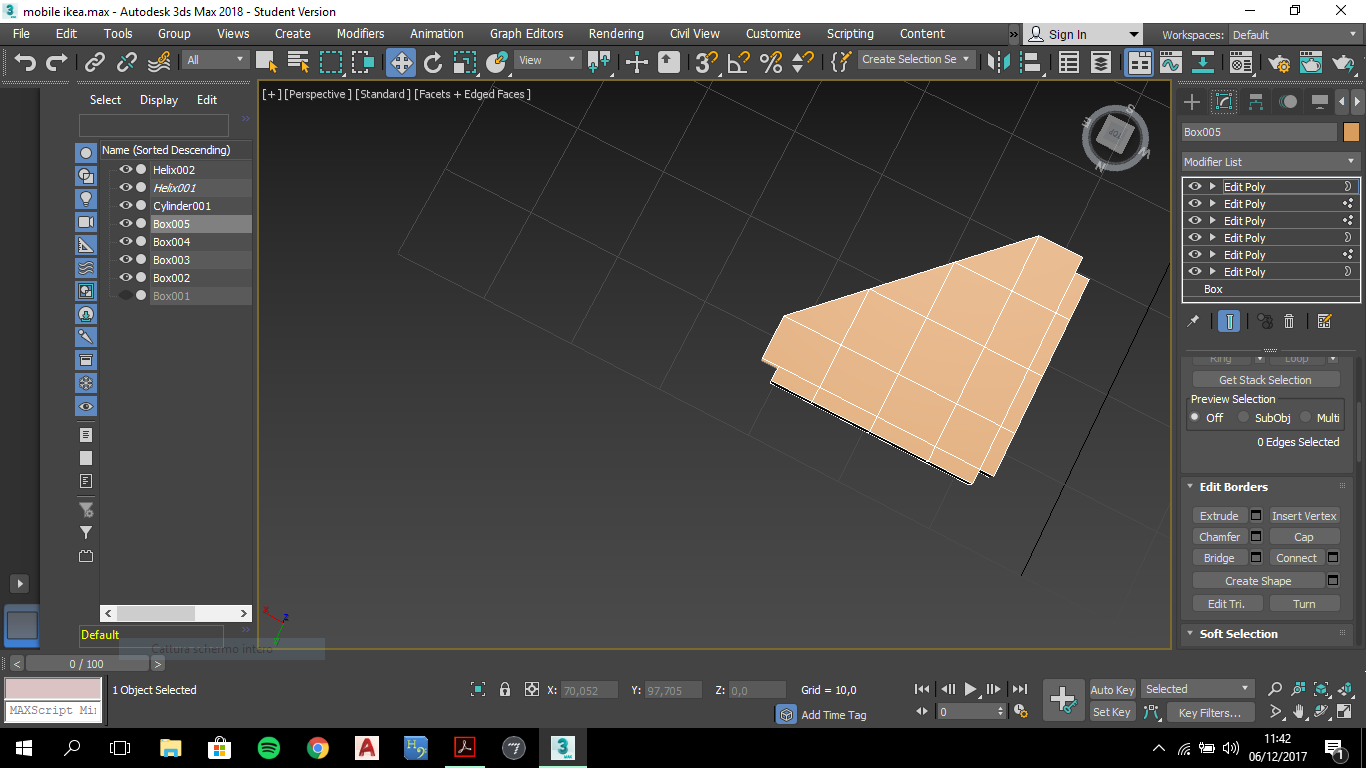 mobile ikea.max - Autodesk 3ds Max 2018 - Student Version
File Edit Tools Group Views Create Modifiers Animation Graph Editors Rendering Civil View Customize Scripting Content » Sign In Workspaces: Default
All View Create Selection Se
Select Display Edit
[+] [Perspective] [Standard] [Facets + Edged Faces]
Name (Sorted Descending)
Helix002
Helix001
Cylinder001
Box005
Box004
Box003
Box002
Box001
S
E
TOP
W
N
Box005
Modifier List
Edit Poly
Edit Poly
Edit Poly
Edit Poly
Edit Poly
Edit Poly
Box
Ring Loop
Get Stack Selection
Preview Selection
Off SubObj Multi
0 Edges Selected
Edit Borders
Extrude Insert Vertex
Chamfer Cap
Bridge Connect
Create Shape
Edit Tri. Turn
Soft Selection
Default
Cattura schermo intero
z
< 0 / 100 >
1 Object Selected X: 70,052 Y: 97,705 Z: 0,0 Grid = 10,0
Auto Key Selected
MAXScript Mi
Add Time Tag 0 Set Key Key Filters...
11:42
06/12/2017
1